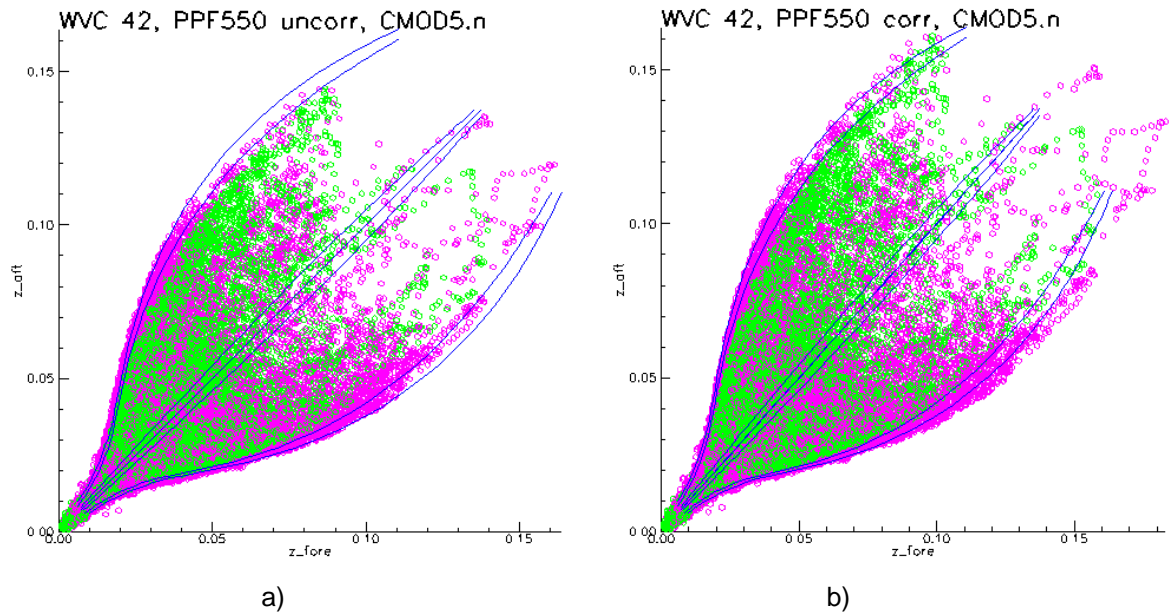 WVC 42, PPF550 uncorr, CMOD5.n
0.15
0.10
z_aft
0.05
0.00
0.00 0.05 0.10 0.15
z_fore
a)
WVC 42, PPF550 corr, CMOD5.n
0.15
0.10
z_aft
0.05
0.00
0.00 0.05 0.10 0.15
z_fore
b)